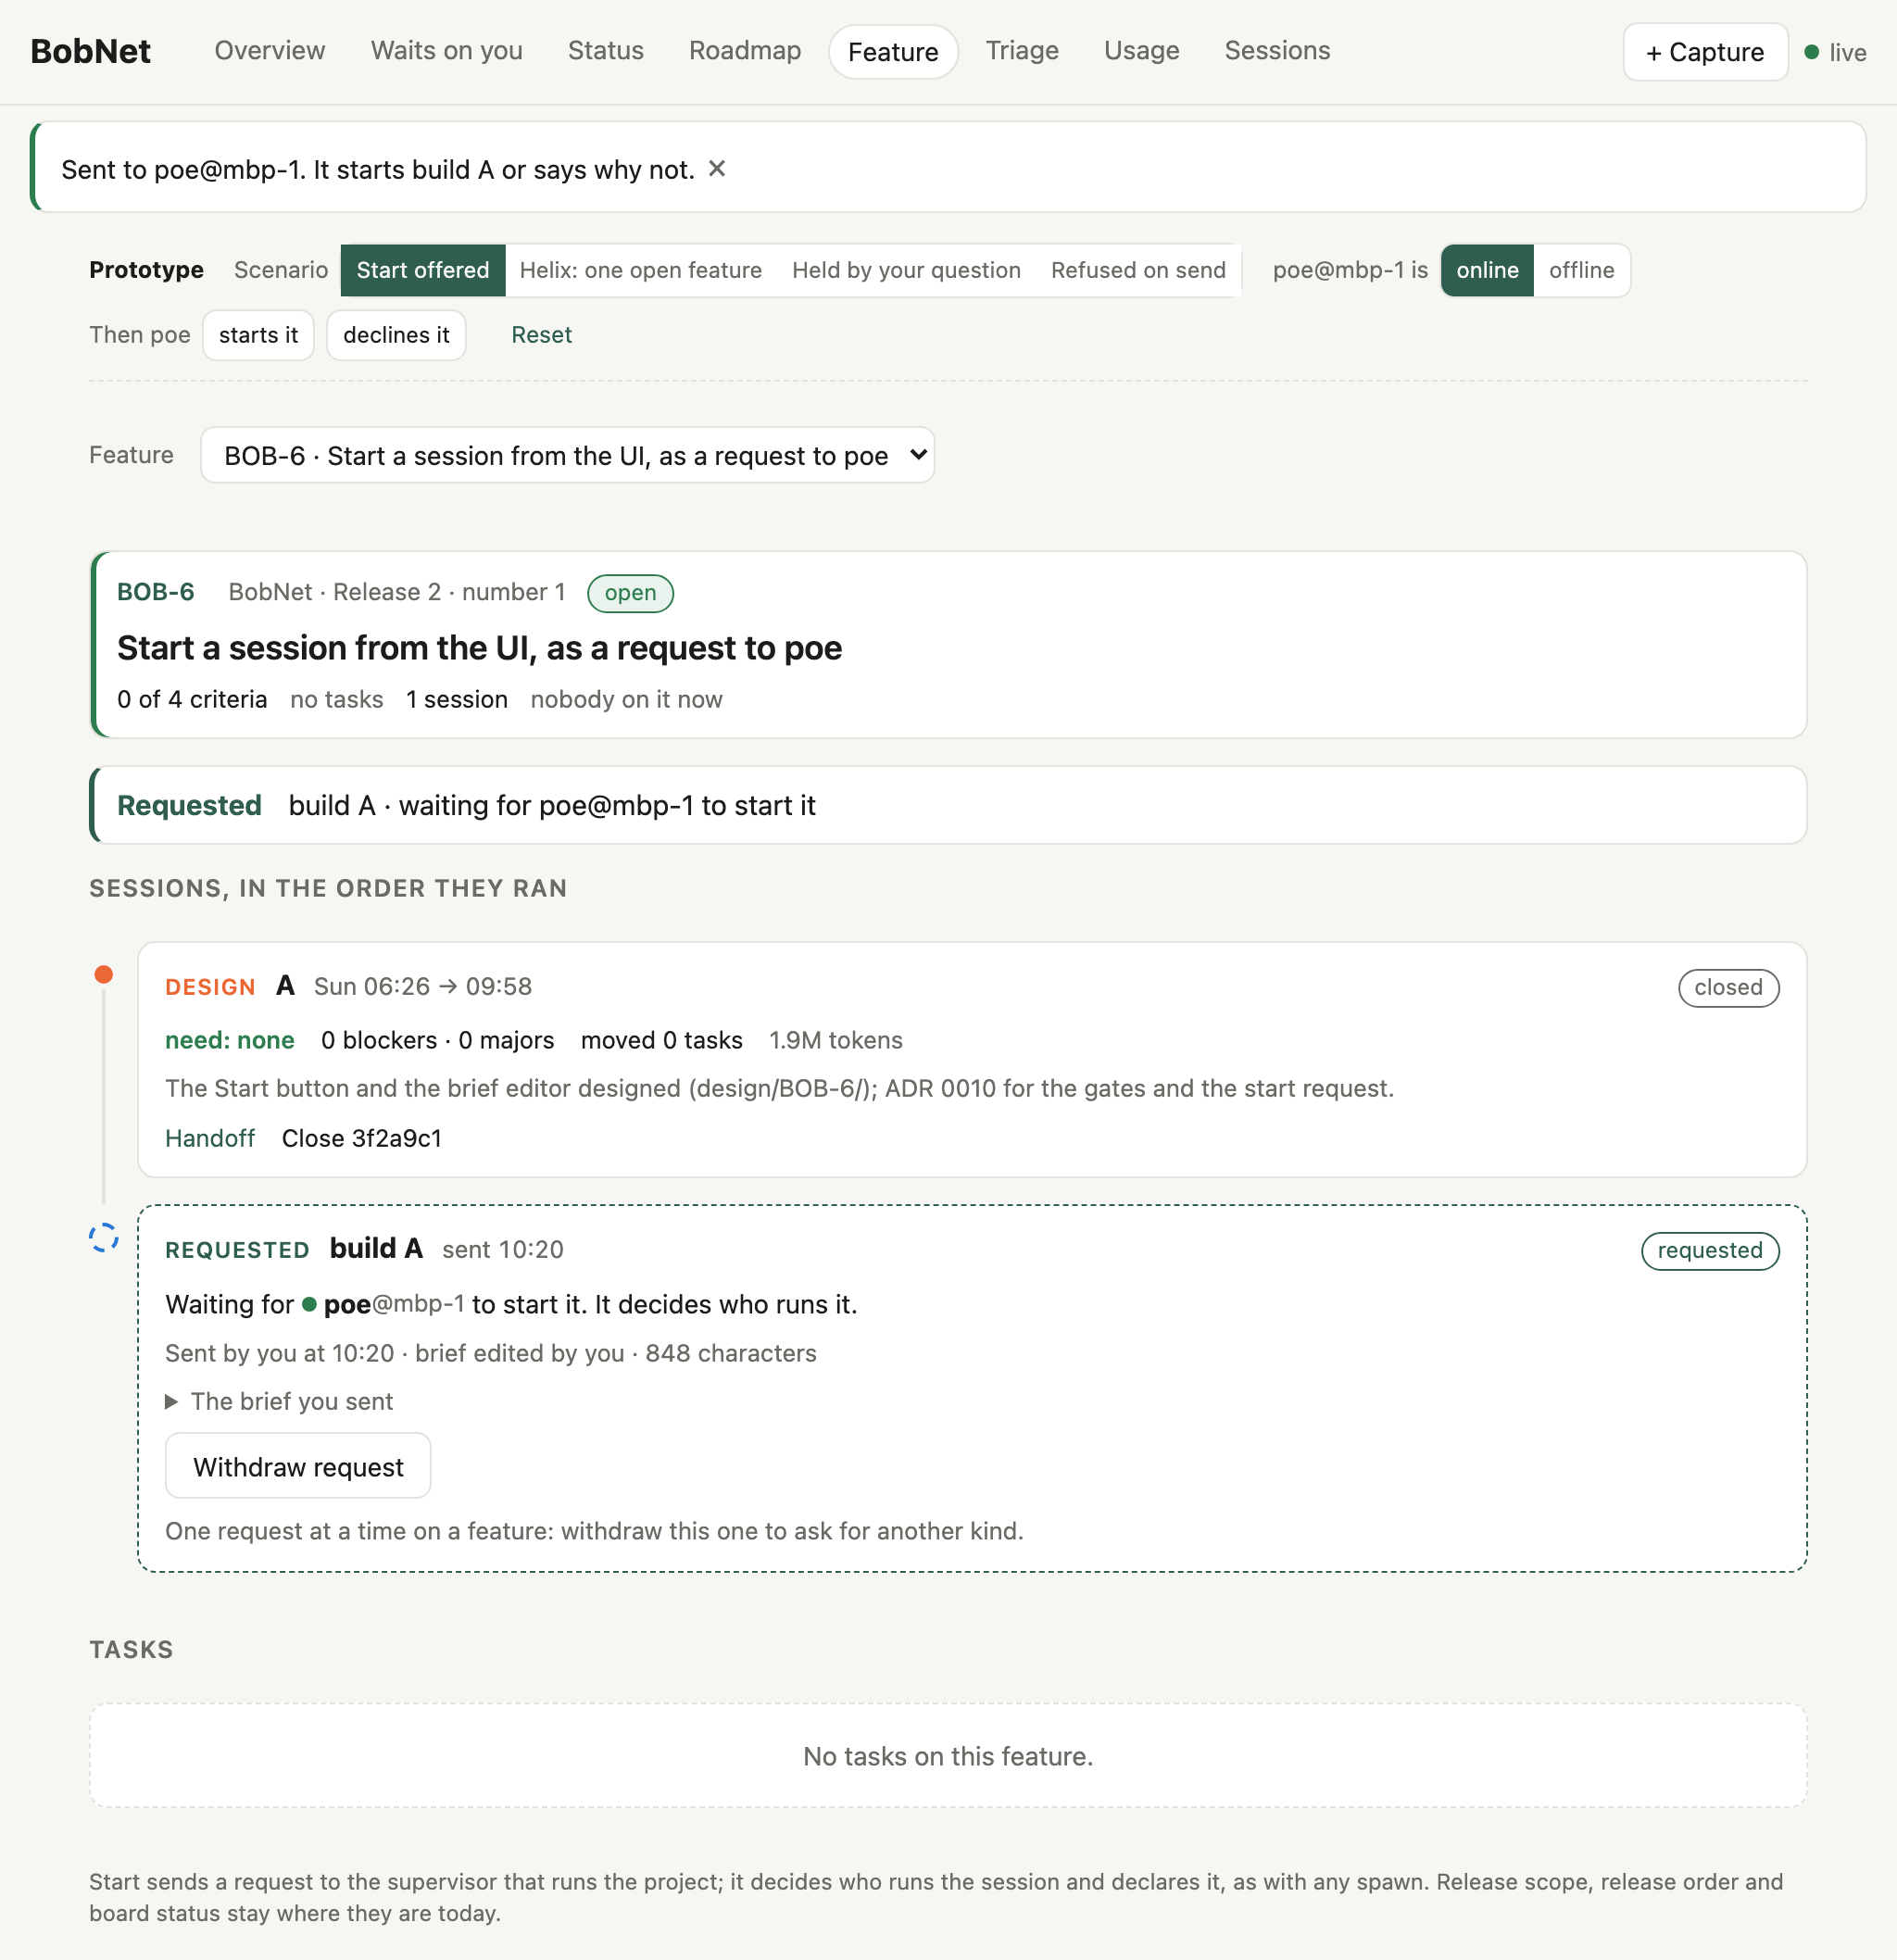 BobNet Overview Waits on you Status Roadmap Feature Triage Usage Sessions + Capture live
Sent to poe@mbp-1. It starts build A or says why not. ✕
Prototype Scenario Start offered Helix: one open feature Held by your question Refused on send poe@mbp-1 is online offline
Then poe starts it declines it Reset
Feature BOB-6 · Start a session from the UI, as a request to poe
BOB-6 BobNet · Release 2 · number 1 open
Start a session from the UI, as a request to poe
0 of 4 criteria no tasks 1 session nobody on it now
Requested build A · waiting for poe@mbp-1 to start it
SESSIONS, IN THE ORDER THEY RAN
DESIGN A Sun 06:26 → 09:58 closed
need: none 0 blockers · 0 majors moved 0 tasks 1.9M tokens
The Start button and the brief editor designed (design/BOB-6/); ADR 0010 for the gates and the start request.
Handoff Close 3f2a9c1
REQUESTED build A sent 10:20 requested
Waiting for poe@mbp-1 to start it. It decides who runs it.
Sent by you at 10:20 · brief edited by you · 848 characters
▶ The brief you sent
Withdraw request
One request at a time on a feature: withdraw this one to ask for another kind.
TASKS
No tasks on this feature.
Start sends a request to the supervisor that runs the project; it decides who runs the session and declares it, as with any spawn. Release scope, release order and
board status stay where they are today.